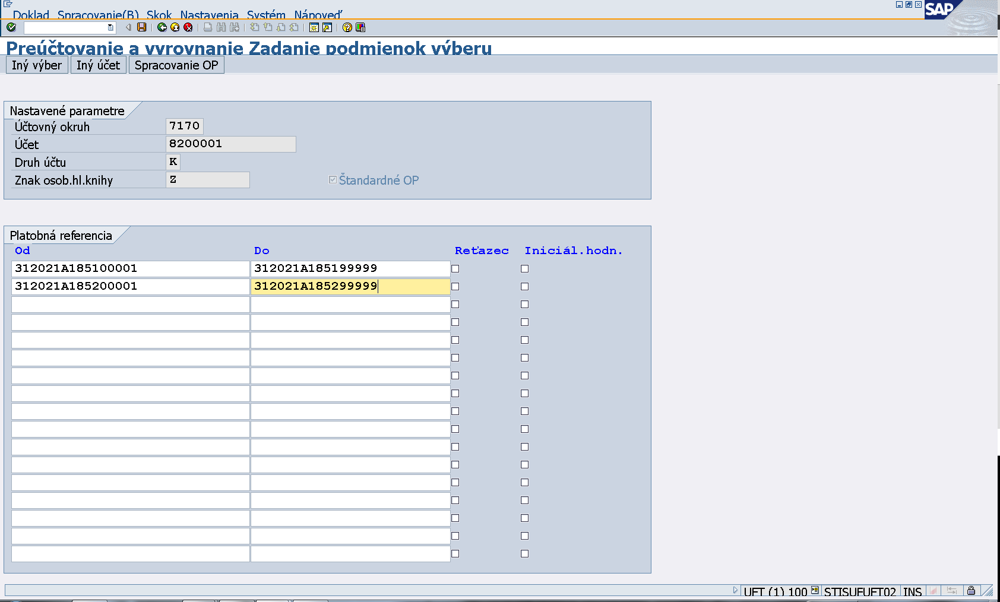 Doklad Spracovanie(B) Skok Nastavenia Systém Nápoveď
SAP
Preúčtovanie a vyrovnanie Zadanie podmienok výberu
Iný výber Iný účet Spracovanie OP
Nastavené parametre
Účtovný okruh 7170
Účet 8200001
Druh účtu K
Znak osob.hl.knihy Z Štandardné OP
Platobná referencia
Od Do Reťazec Iniciál.hodn.
312021A185100001 312021A185199999
312021A185200001 312021A185299999
UFT (1) 100 STISUFUFT02 INS